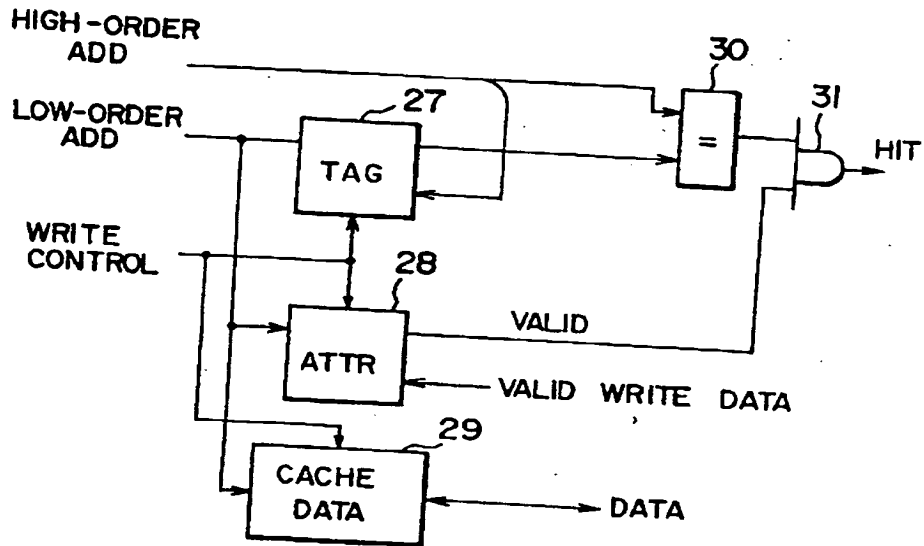 HIGH-ORDER
ADD
30
LOW-ORDER
ADD
27
31
TAG
=
HIT
WRITE
CONTROL
28
ATTR
VALID
VALID WRITE DATA
29
CACHE
DATA
DATA